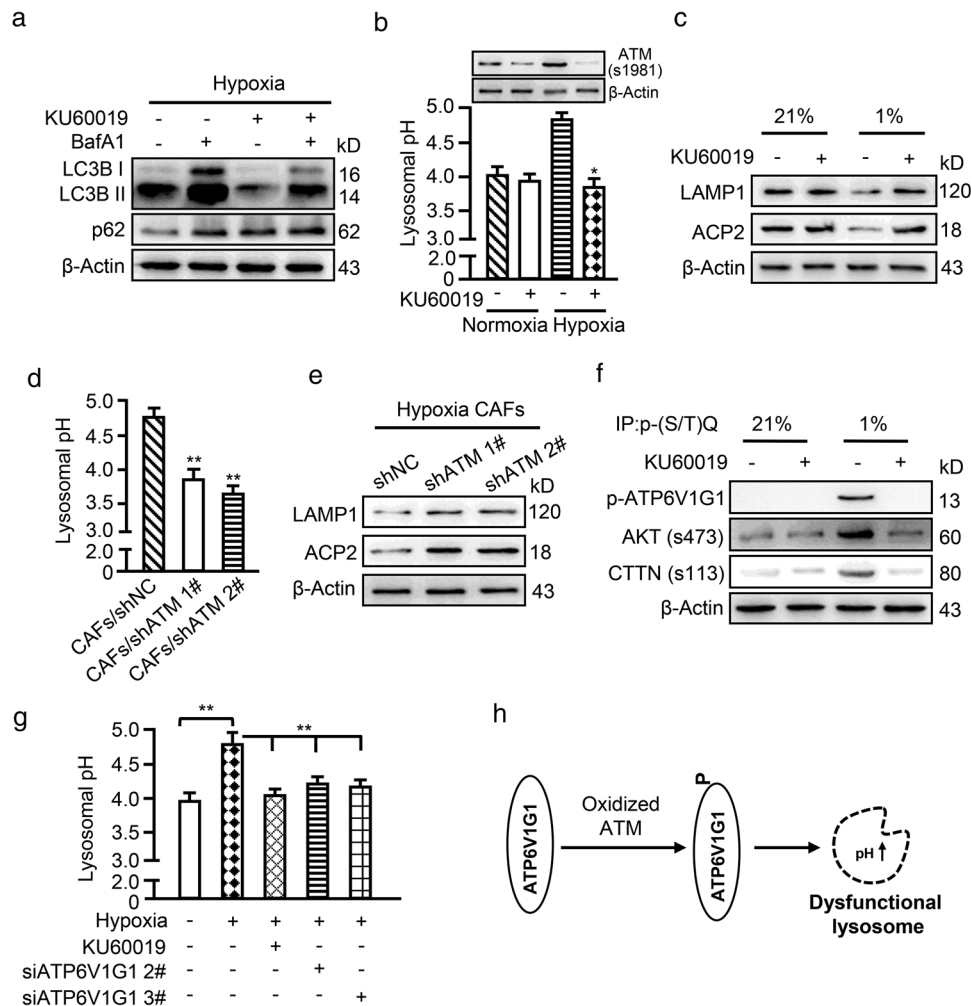 a
Hypoxia
KU60019 - - + +
BafA1 - + - + kD
LC3B I 16
LC3B II 14
p62 62
β-Actin 43
b
ATM
(s1981)
β-Actin
Lysosomal pH
5.0
4.5
4.0
3.5
3.0
2.0
0
*
KU60019 - + - +
Normoxia Hypoxia
c
21% 1%
KU60019 - + - + kD
LAMP1 120
ACP2 18
β-Actin 43
d
Lysosomal pH
5.0
4.5
4.0
3.5
3.0
2.0
0
** **
CAFs/shNC
CAFs/shATM 1#
CAFs/shATM 2#
e
Hypoxia CAFs
shNC shATM 1# shATM 2#
kD
LAMP1 120
ACP2 18
β-Actin 43
f
IP:p-(S/T)Q 21% 1%
KU60019 - + - + kD
p-ATP6V1G1 13
AKT (s473) 60
CTTN (s113) 80
β-Actin 43
g
Lysosomal pH
5.0
4.5
4.0
3.5
3.0
2.0
0
** **
Hypoxia - + + + +
KU60019 - - + - -
siATP6V1G1 2# - - - + -
siATP6V1G1 3# - - - - +
h
ATP6V1G1
Oxidized
ATM
P
ATP6V1G1
pH ↑
Dysfunctional
lysosome